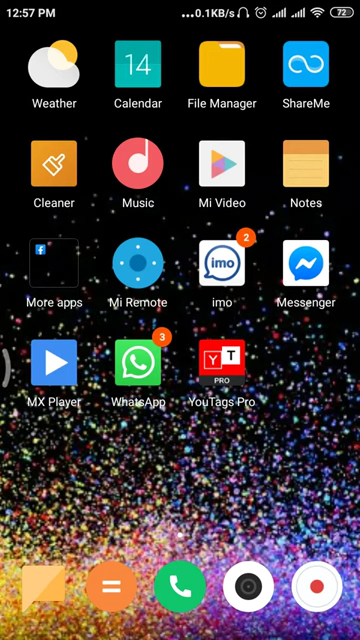 12:57 PM ...0.1KB/s 72
14
Weather Calendar File Manager ShareMe
Cleaner Music Mi Video Notes
2
imo
More apps Mi Remote imo Messenger
3
Y T
PRO
MX Player WhatsApp YouTags Pro